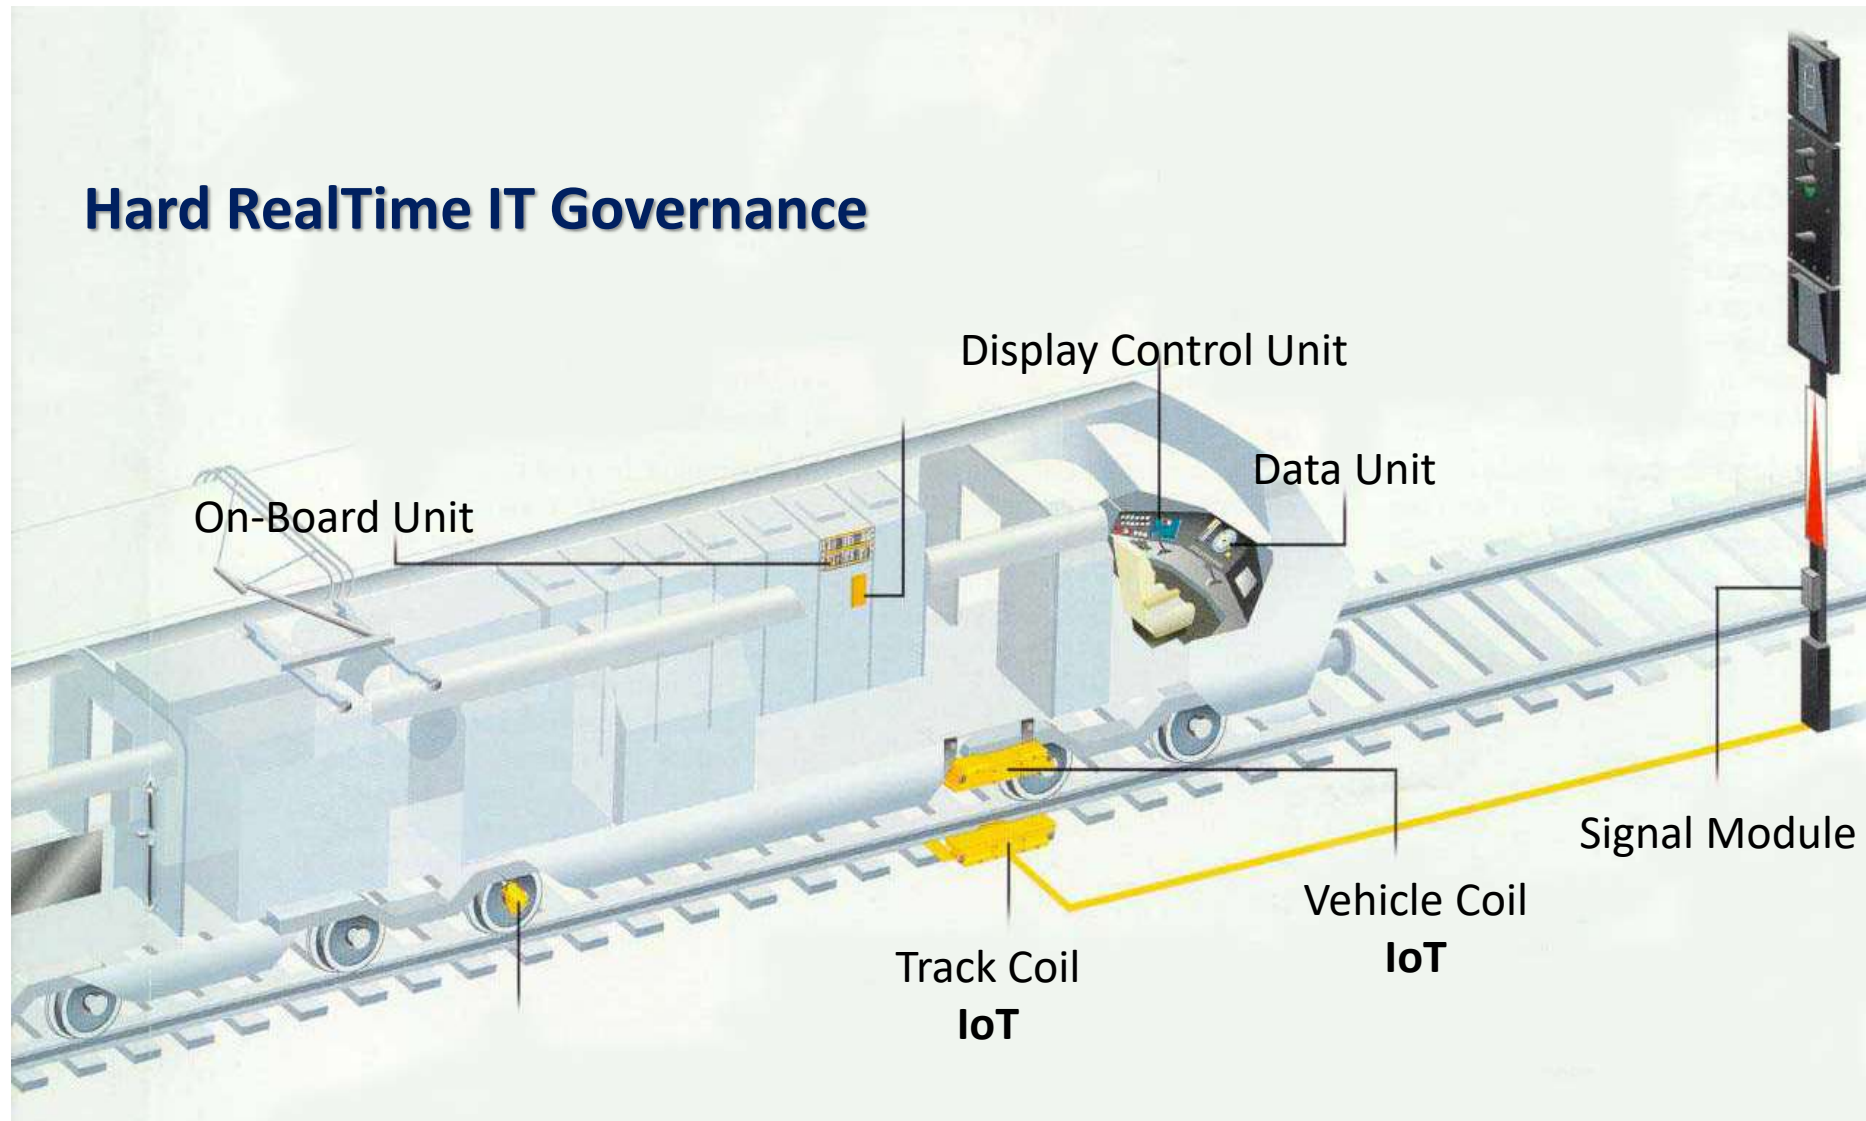 Hard RealTime IT Governance
Display Control Unit
Data Unit
On-Board Unit
Signal Module
Vehicle Coil
IoT
Track Coil
IoT